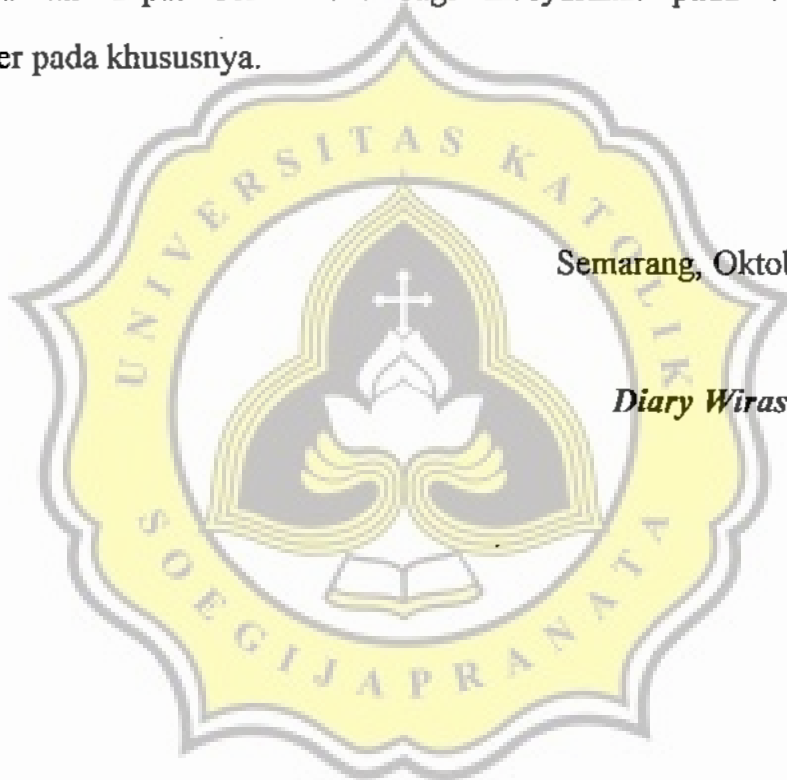 er pada khususnya.
UNIVERSITAS KATOLIK
Semarang, Oktob
Diary Wiras
SOEGIJAPRANATA